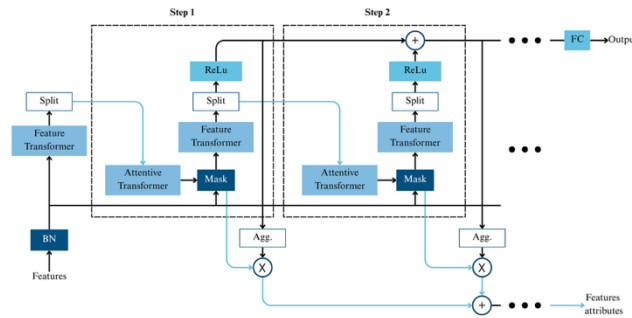 Step 1
Step 2
FC
Output
ReLu
ReLu
Split
Split
Split
Feature
Transformer
Feature
Transformer
Feature
Transformer
Attentive
Transformer
Mask
Attentive
Transformer
Mask
BN
Agg.
Agg.
Features
X
X
+
+
Features
attributes